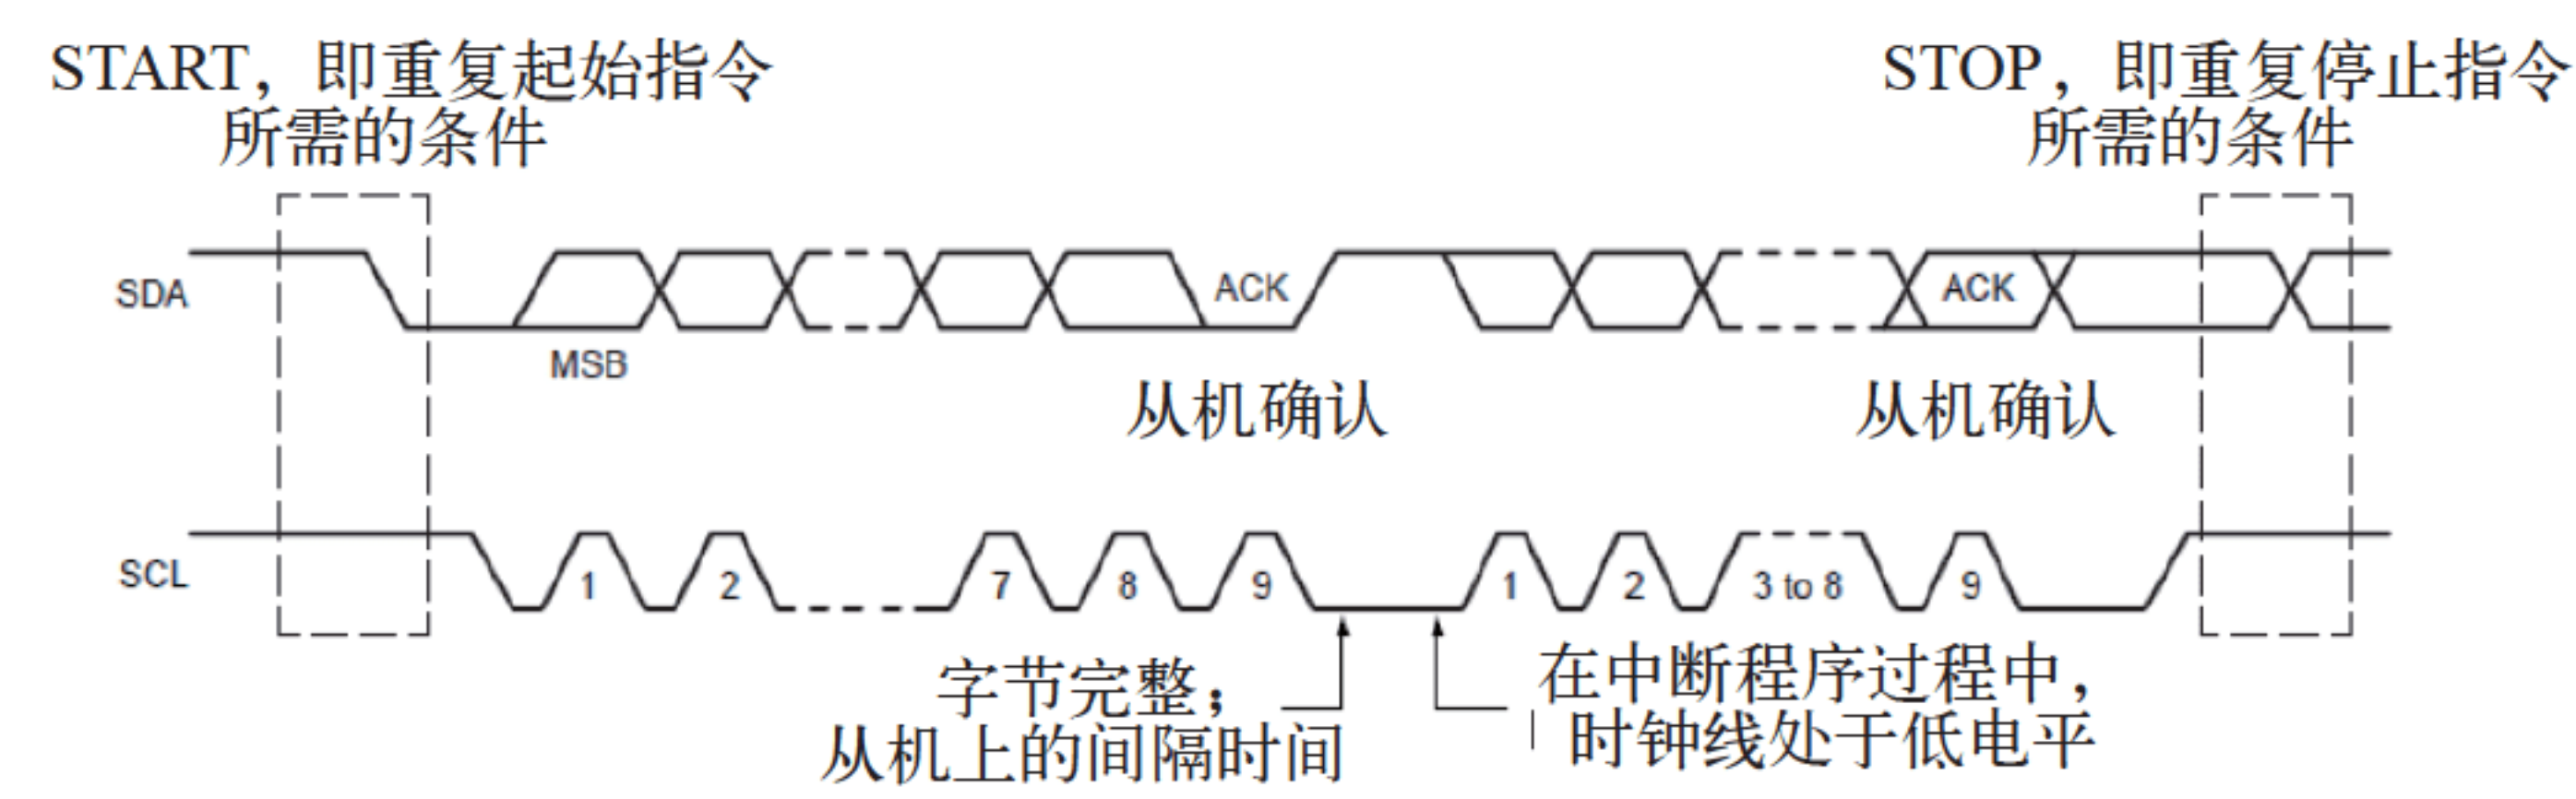 START，即重复起始指令
所需的条件
STOP，即重复停止指令
所需的条件
SDA
MSB
ACK
ACK
从机确认
从机确认
SCL
1
2
7
8
9
1
2
3 to 8
9
字节完整；
从机上的间隔时间
在中断程序过程中，
时钟线处于低电平